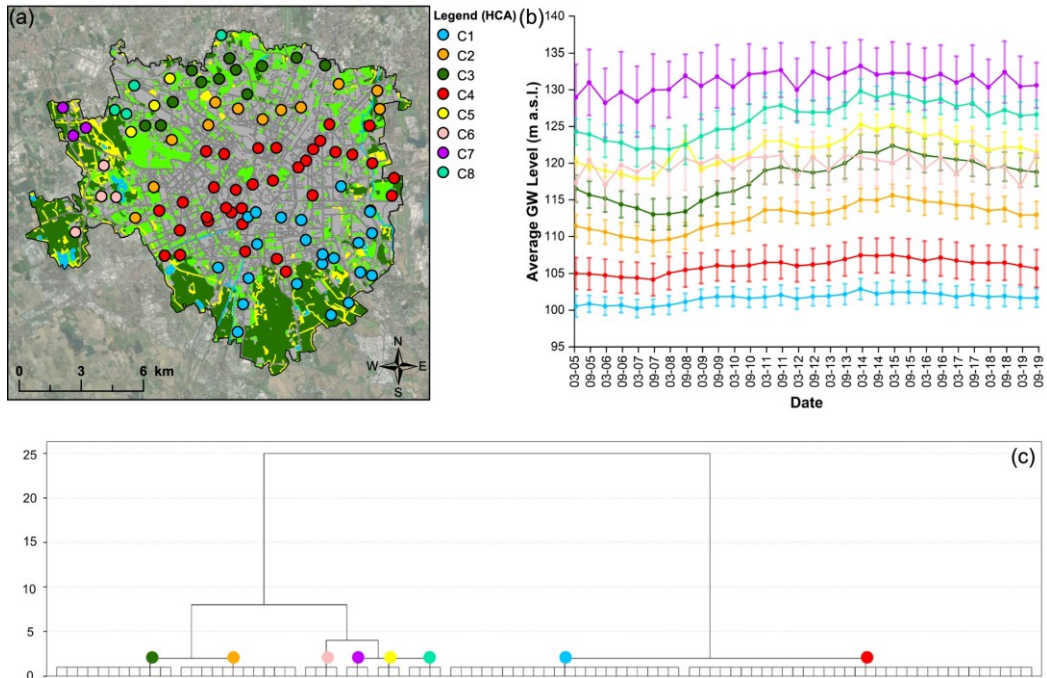 (a)
Legend (HCA)
C1
C2
C3
C4
C5
C6
C7
C8
N
W E
S
0 3 6 km
(b)
Average GW Level (m a.s.l.)
140
135
130
125
120
115
110
105
100
95
03-05 09-05 03-06 09-06 03-07 09-07 03-08 09-08 03-09 09-09 03-10 09-10 03-11 09-11 03-12 09-12 03-13 09-13 03-14 09-14 03-15 09-15 03-16 09-16 03-17 09-17 03-18 09-18 03-19 09-19
Date
(c)
25
20
15
10
5
0